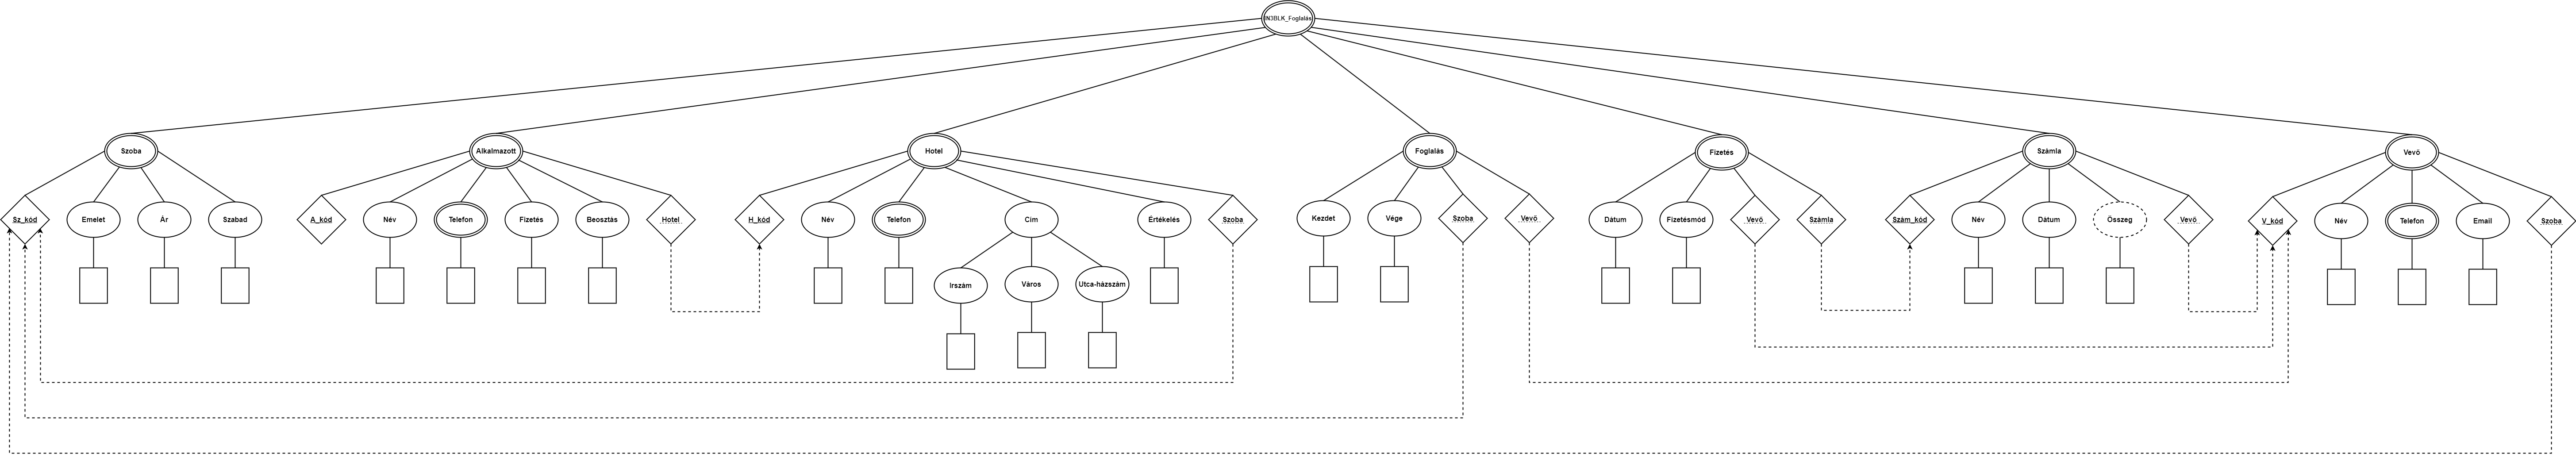 IN3BLK_Foglalás
Szoba
Alkalmazott
Hotel
Foglalás
Fizetés
Számla
Vevő
Sz_kód
Emelet
Ár
Szabad
A_kód
Név
Telefon
Fizetés
Beosztás
Hotel
H_kód
Név
Telefon
Cím
Értékelés
Szoba
Kezdet
Vége
Szoba
Vevő
Dátum
Fizetésmód
Vevő
Számla
Szám_kód
Név
Dátum
Összeg
Vevő
V_kód
Név
Telefon
Email
Szoba
Irszám
Város
Utca-házszám